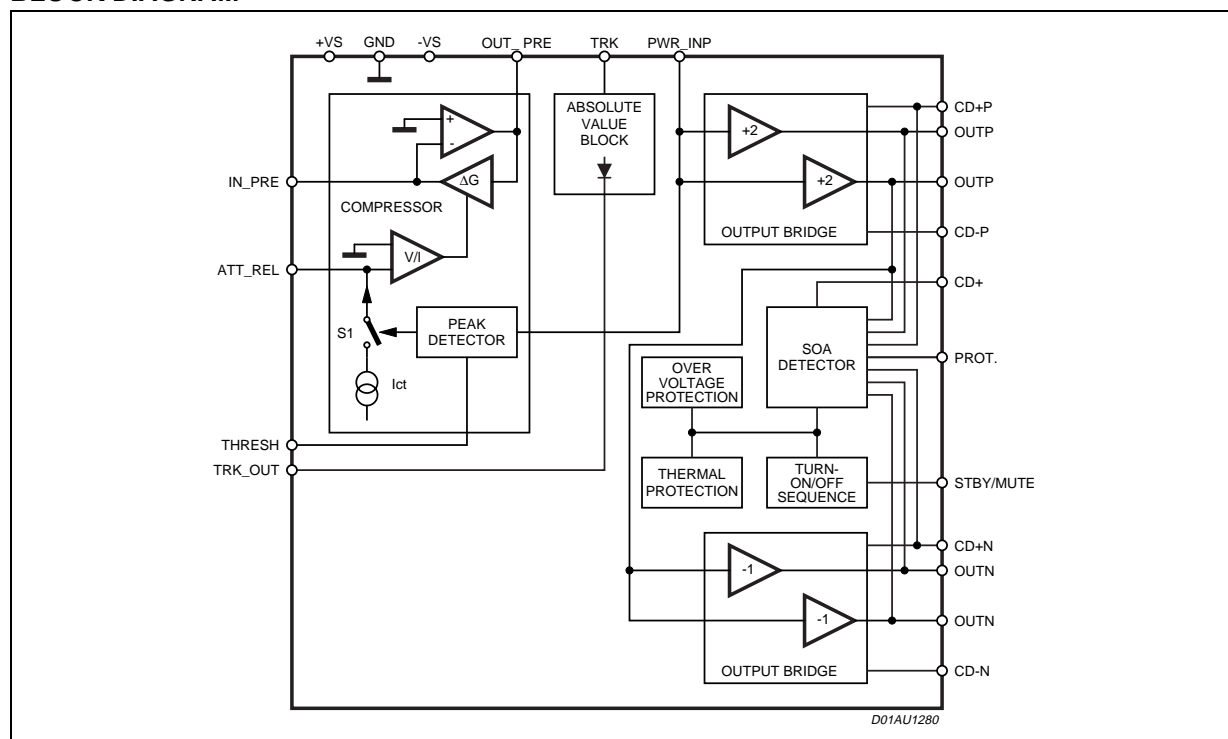 +VS GND -VS OUT_PRE TRK PWR_INP
ABSOLUTE
VALUE
BLOCK
+
-
ΔG
COMPRESSOR
V/I
IN_PRE
ATT_REL
S1
PEAK
DETECTOR
Ict
THRESH
TRK_OUT
+2
+2
OUTPUT BRIDGE
CD+P
OUTP
OUTP
CD-P
CD+
SOA
DETECTOR
PROT.
OVER
VOLTAGE
PROTECTION
THERMAL
PROTECTION
TURN-
ON/OFF
SEQUENCE
STBY/MUTE
-1
-1
OUTPUT BRIDGE
CD+N
OUTN
OUTN
CD-N
D01AU1280